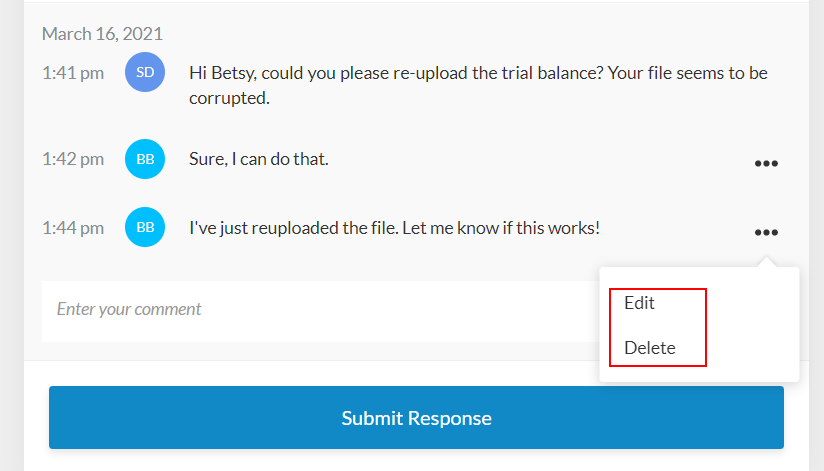 March 16, 2021
1:41 pm SD Hi Betsy, could you please re-upload the trial balance? Your file seems to be
corrupted.
1:42 pm BB Sure, I can do that.
1:44 pm BB I've just reuploaded the file. Let me know if this works!
Enter your comment
Edit
Delete
Submit Response